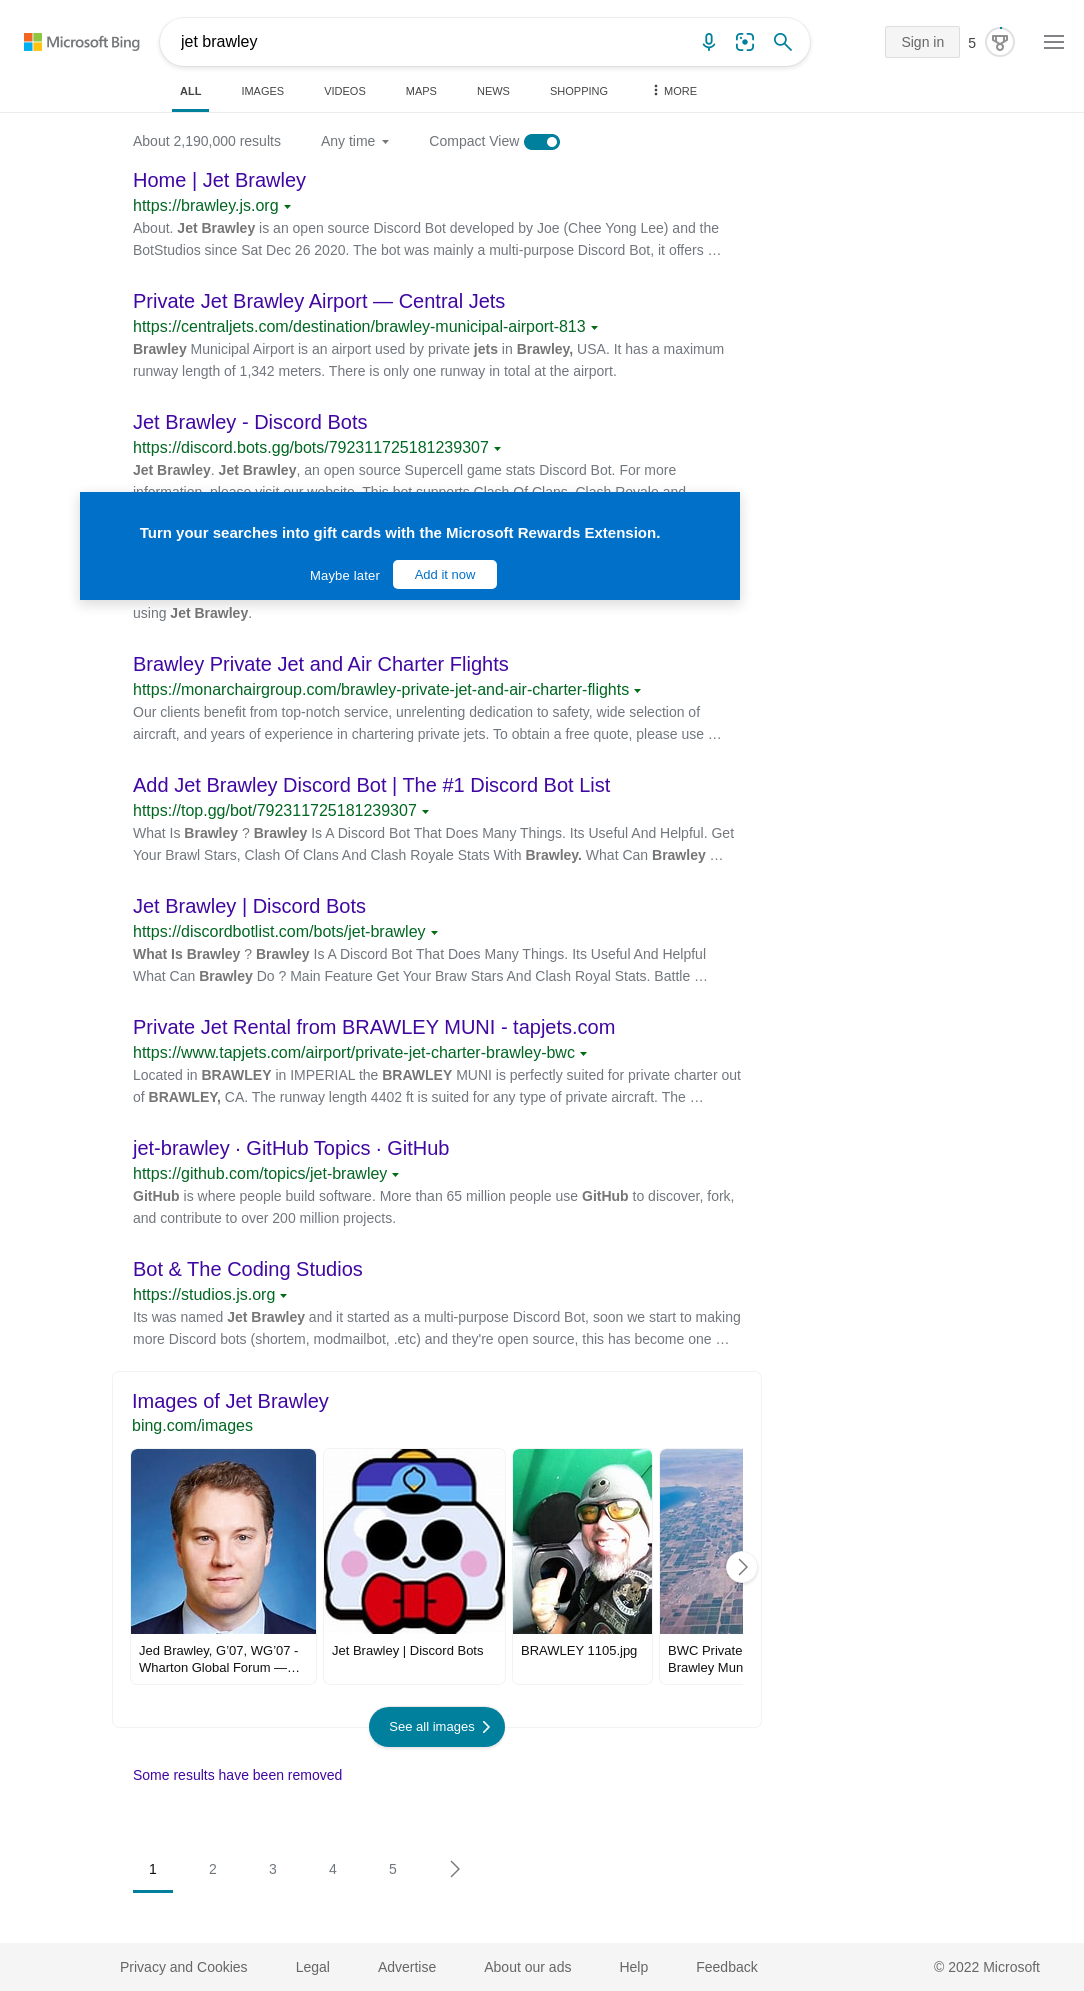 Microsoft Bing
jet brawley
Sign in
5
ALL
IMAGES
VIDEOS
MAPS
NEWS
SHOPPING
MORE
About 2,190,000 results
Any time
Compact View
Home | Jet Brawley
https://brawley.js.org
About. Jet Brawley is an open source Discord Bot developed by Joe (Chee Yong Lee) and the
BotStudios since Sat Dec 26 2020. The bot was mainly a multi-purpose Discord Bot, it offers …
Private Jet Brawley Airport — Central Jets
https://centraljets.com/destination/brawley-municipal-airport-813
Brawley Municipal Airport is an airport used by private jets in Brawley, USA. It has a maximum
runway length of 1,342 meters. There is only one runway in total at the airport.
Jet Brawley - Discord Bots
https://discord.bots.gg/bots/792311725181239307
Jet Brawley. Jet Brawley, an open source Supercell game stats Discord Bot. For more
information, please visit our website. This bot supports Clash Of Clans, Clash Royale and
Turn your searches into gift cards with the Microsoft Rewards Extension.
Maybe later
Add it now
using Jet Brawley.
Brawley Private Jet and Air Charter Flights
https://monarchairgroup.com/brawley-private-jet-and-air-charter-flights
Our clients benefit from top-notch service, unrelenting dedication to safety, wide selection of
aircraft, and years of experience in chartering private jets. To obtain a free quote, please use …
Add Jet Brawley Discord Bot | The #1 Discord Bot List
https://top.gg/bot/792311725181239307
What Is Brawley ? Brawley Is A Discord Bot That Does Many Things. Its Useful And Helpful. Get
Your Brawl Stars, Clash Of Clans And Clash Royale Stats With Brawley. What Can Brawley …
Jet Brawley | Discord Bots
https://discordbotlist.com/bots/jet-brawley
What Is Brawley ? Brawley Is A Discord Bot That Does Many Things. Its Useful And Helpful
What Can Brawley Do ? Main Feature Get Your Braw Stars And Clash Royal Stats. Battle …
Private Jet Rental from BRAWLEY MUNI - tapjets.com
https://www.tapjets.com/airport/private-jet-charter-brawley-bwc
Located in BRAWLEY in IMPERIAL the BRAWLEY MUNI is perfectly suited for private charter out
of BRAWLEY, CA. The runway length 4402 ft is suited for any type of private aircraft. The …
jet-brawley · GitHub Topics · GitHub
https://github.com/topics/jet-brawley
GitHub is where people build software. More than 65 million people use GitHub to discover, fork,
and contribute to over 200 million projects.
Bot & The Coding Studios
https://studios.js.org
Its was named Jet Brawley and it started as a multi-purpose Discord Bot, soon we start to making
more Discord bots (shortem, modmailbot, .etc) and they're open source, this has become one …
Images of Jet Brawley
bing.com/images
Jed Brawley, G’07, WG’07 -
Wharton Global Forum —…
Jet Brawley | Discord Bots
BRAWLEY 1105.jpg
BWC Private
Brawley Mun
See all images
Some results have been removed
1
2
3
4
5
Privacy and Cookies
Legal
Advertise
About our ads
Help
Feedback
© 2022 Microsoft